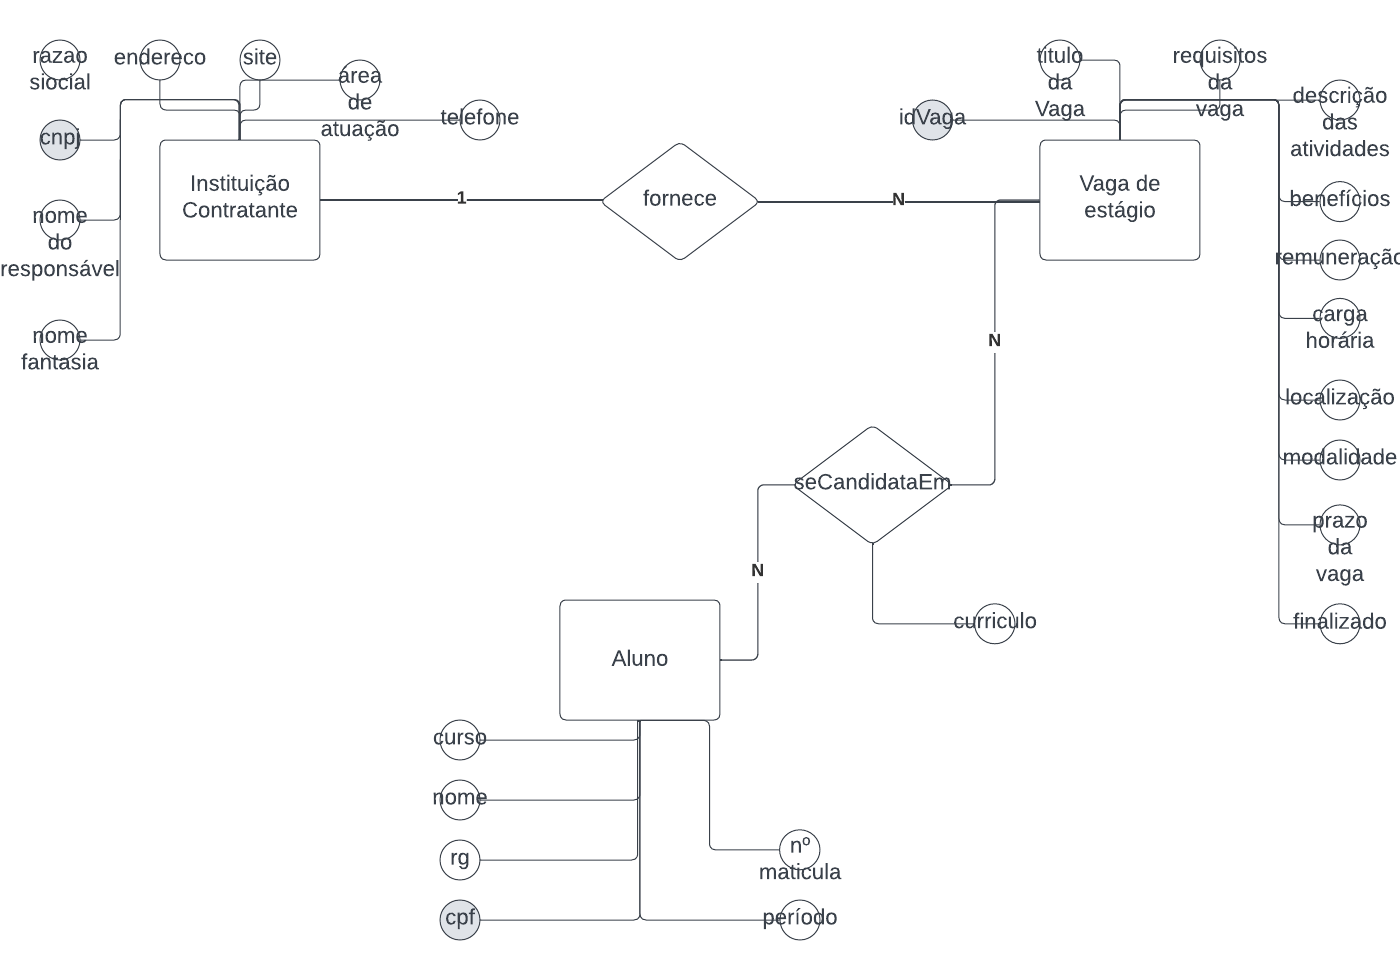 razao
siocial
endereco
site
area
de
atuação
telefone
cnpj
nome
do
responsável
nome
fantasia
Instituição
Contratante
1
fornece
N
titulo
da
Vaga
requisitos
da
vaga
idVaga
Vaga de
estágio
descrição
das
atividades
benefícios
remuneração
carga
horária
localização
modalidade
prazo
da
vaga
finalizado
N
seCandidataEm
N
curriculo
Aluno
curso
nome
rg
cpf
nº
maticula
período